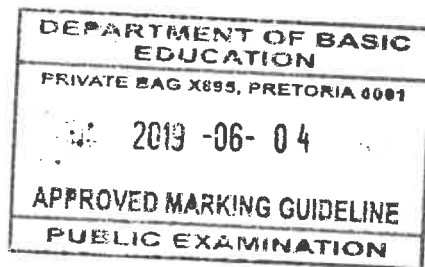 DEPARTMENT OF BASIC
EDUCATION
PRIVATE BAG X895, PRETORIA 0001
2019 -06- 04
APPROVED MARKING GUIDELINE
PUBLIC EXAMINATION